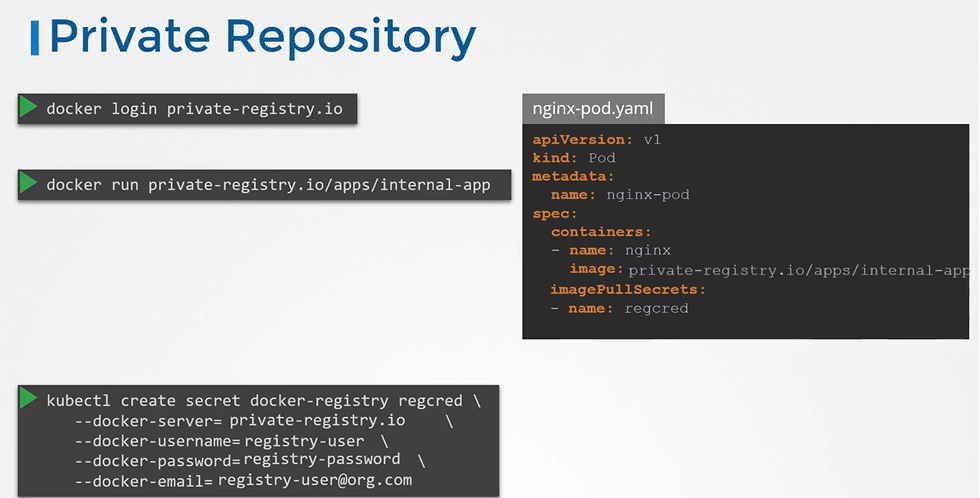 Private Repository
docker login private-registry.io
docker run private-registry.io/apps/internal-app
nginx-pod.yaml
apiVersion: v1
kind: Pod
metadata:
  name: nginx-pod
spec:
  containers:
  - name: nginx
    image: private-registry.io/apps/internal-app
  imagePullSecrets:
  - name: regcred
kubectl create secret docker-registry regcred \
   --docker-server= private-registry.io \
   --docker-username= registry-user \
   --docker-password= registry-password \
   --docker-email= registry-user@org.com